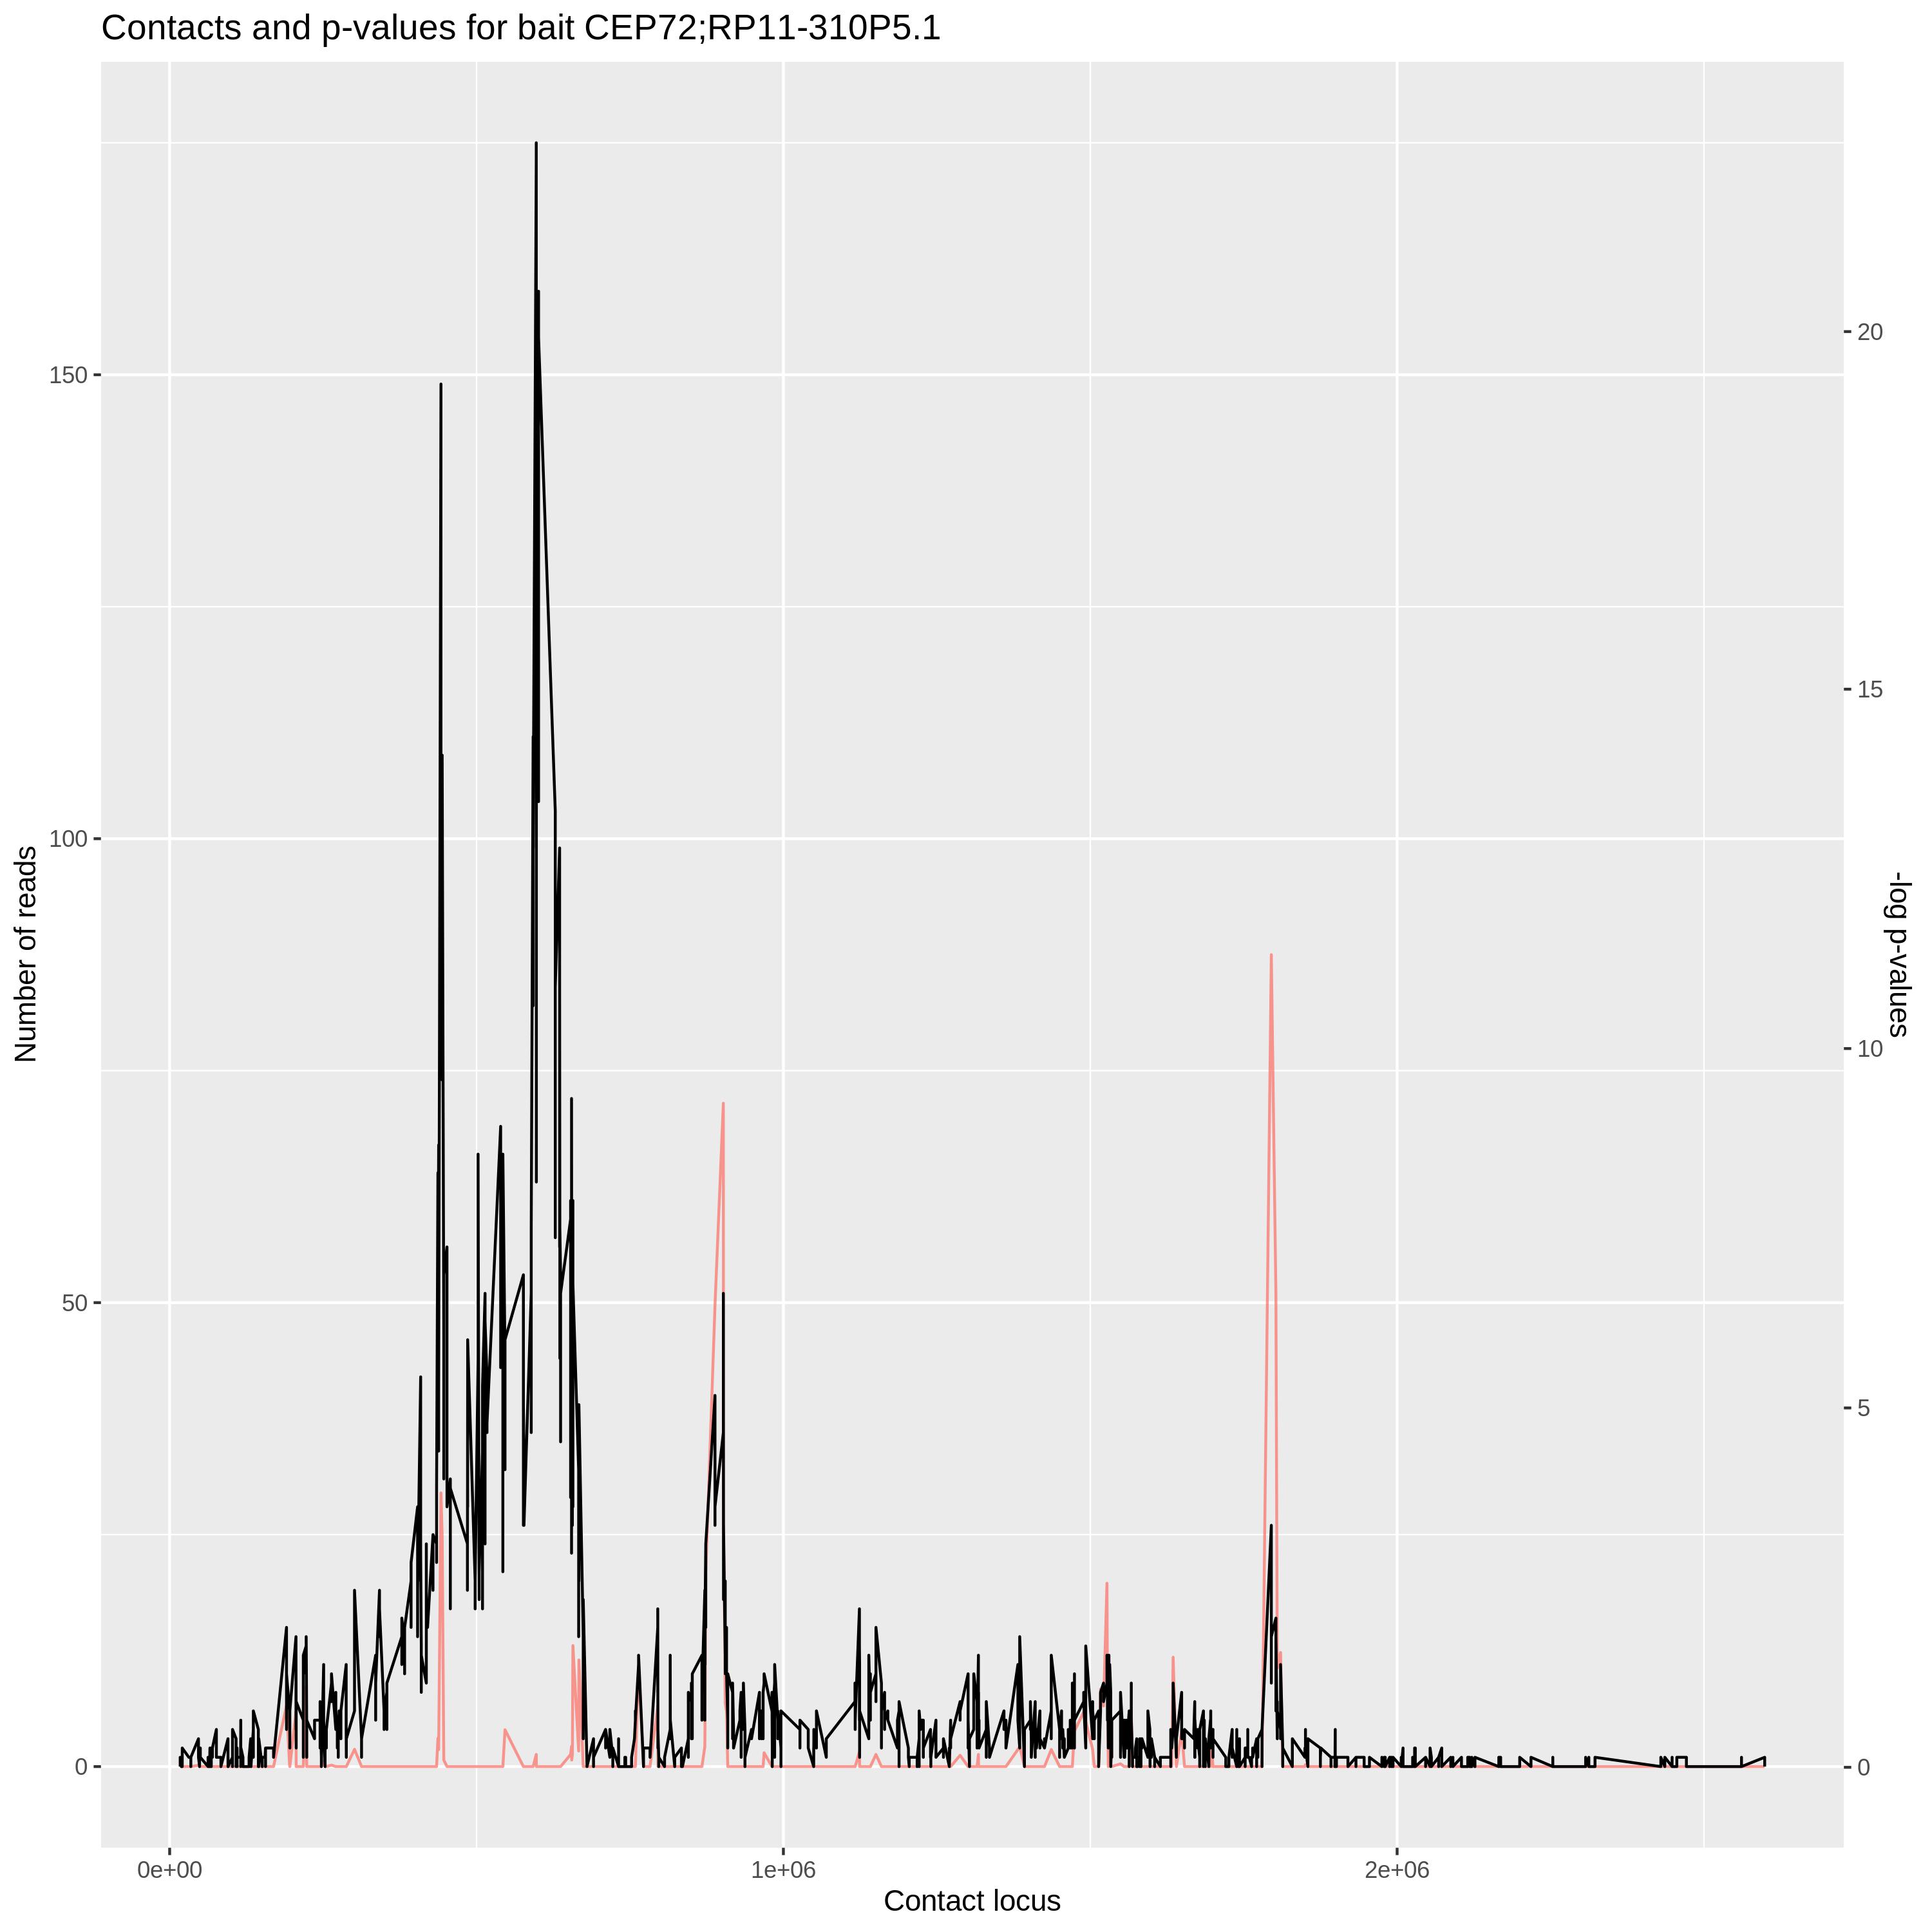 Contacts and p-values for bait CEP72;RP11-310P5.1
Number of reads
150
100
50
0
20
15
10
5
0
-log p-values
0e+00
1e+06
2e+06
Contact locus